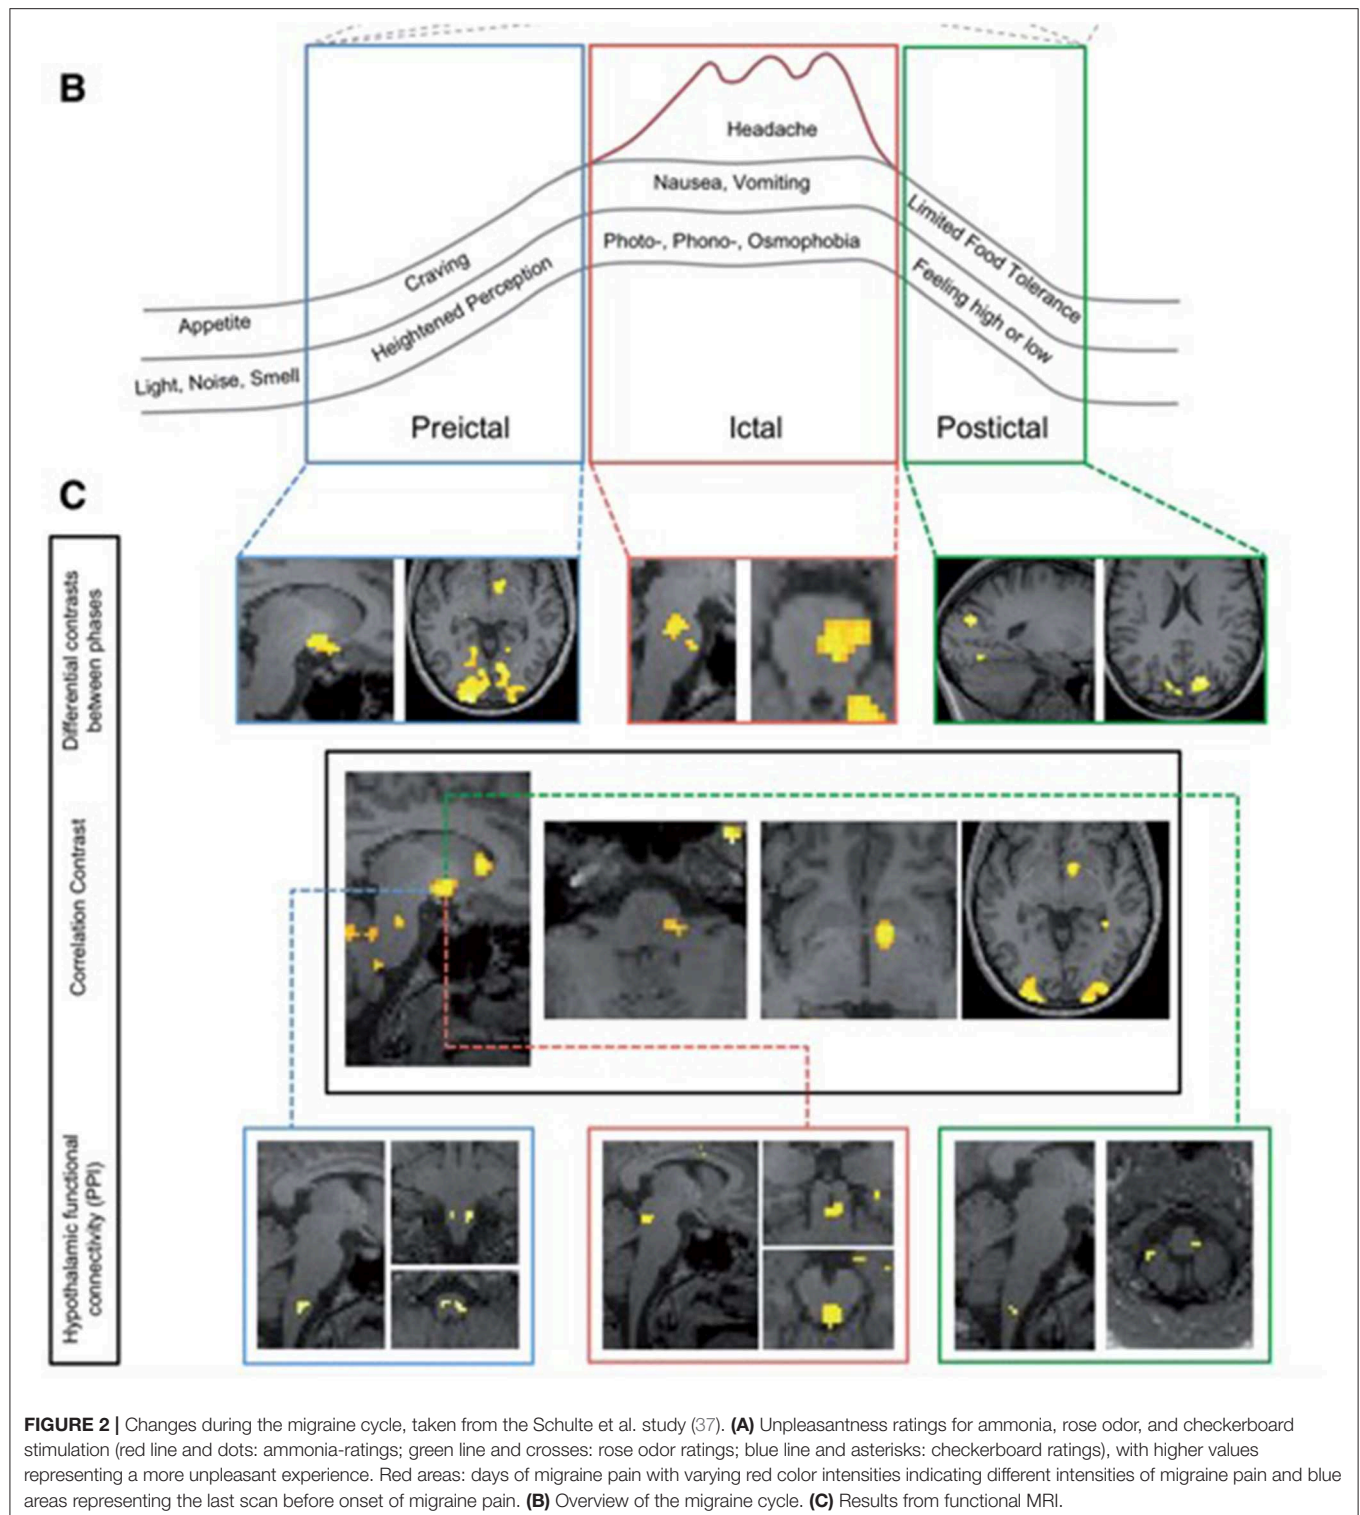 B
Headache
Nausea, Vomiting
Photo-, Phono-, Osmophobia
Limited Food Tolerance
Craving
Feeling high or low
Heightened Perception
Appetite
Light, Noise, Smell
Preictal
Ictal
Postictal
C
Differential contrasts
between phases
Correlation Contrast
Hypothalamic functional
connectivity (PPI)
FIGURE 2 | Changes during the migraine cycle, taken from the Schulte et al. study (37). (A) Unpleasantness ratings for ammonia, rose odor, and checkerboard
stimulation (red line and dots: ammonia-ratings; green line and crosses: rose odor ratings; blue line and asterisks: checkerboard ratings), with higher values
representing a more unpleasant experience. Red areas: days of migraine pain with varying red color intensities indicating different intensities of migraine pain and blue
areas representing the last scan before onset of migraine pain. (B) Overview of the migraine cycle. (C) Results from functional MRI.